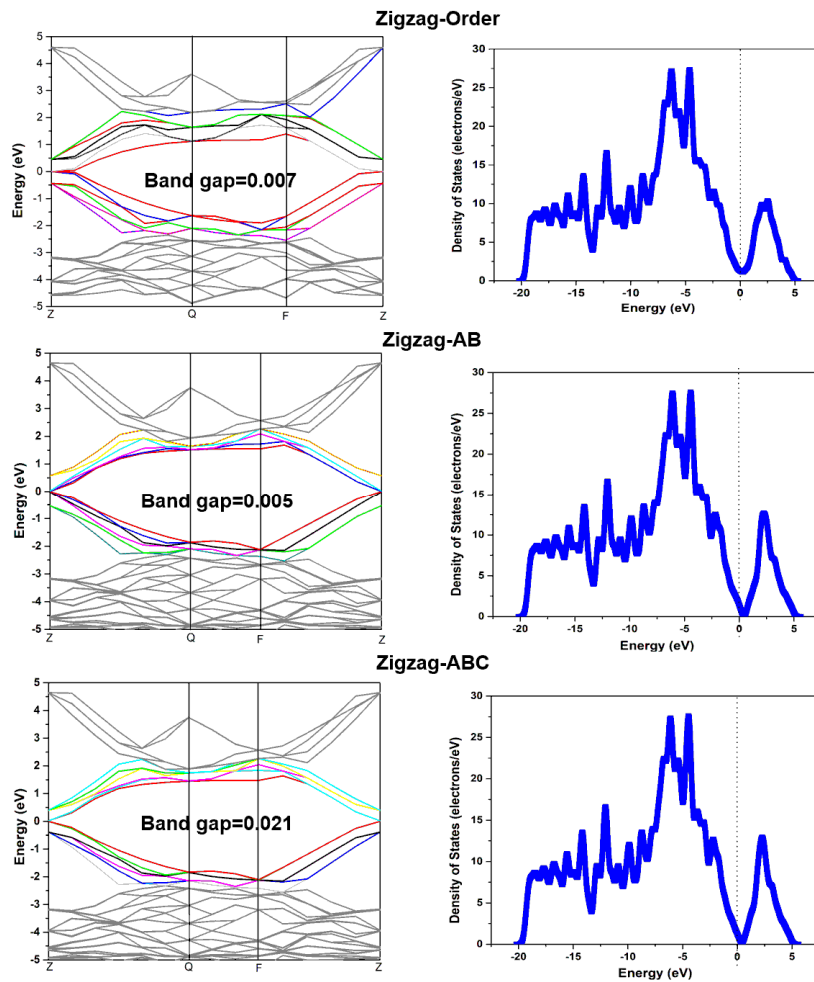 Zigzag-Order
Energy (eV)
5
4
3
2
1
0
-1
-2
-3
-4
-5
Band gap=0.007
Z
Q
F
Z
Density of States (electrons/eV)
30
25
20
15
10
5
0
-20
-15
-10
-5
0
5
Energy (eV)
Zigzag-AB
Energy (eV)
5
4
3
2
1
0
-1
-2
-3
-4
-5
Band gap=0.005
Z
Q
F
Z
Density of States (electrons/eV)
30
25
20
15
10
5
0
-20
-15
-10
-5
0
5
Energy (eV)
Zigzag-ABC
Energy (eV)
5
4
3
2
1
0
-1
-2
-3
-4
-5
Band gap=0.021
Z
Q
F
Z
Density of States (electrons/eV)
30
25
20
15
10
5
0
-20
-15
-10
-5
0
5
Energy (eV)